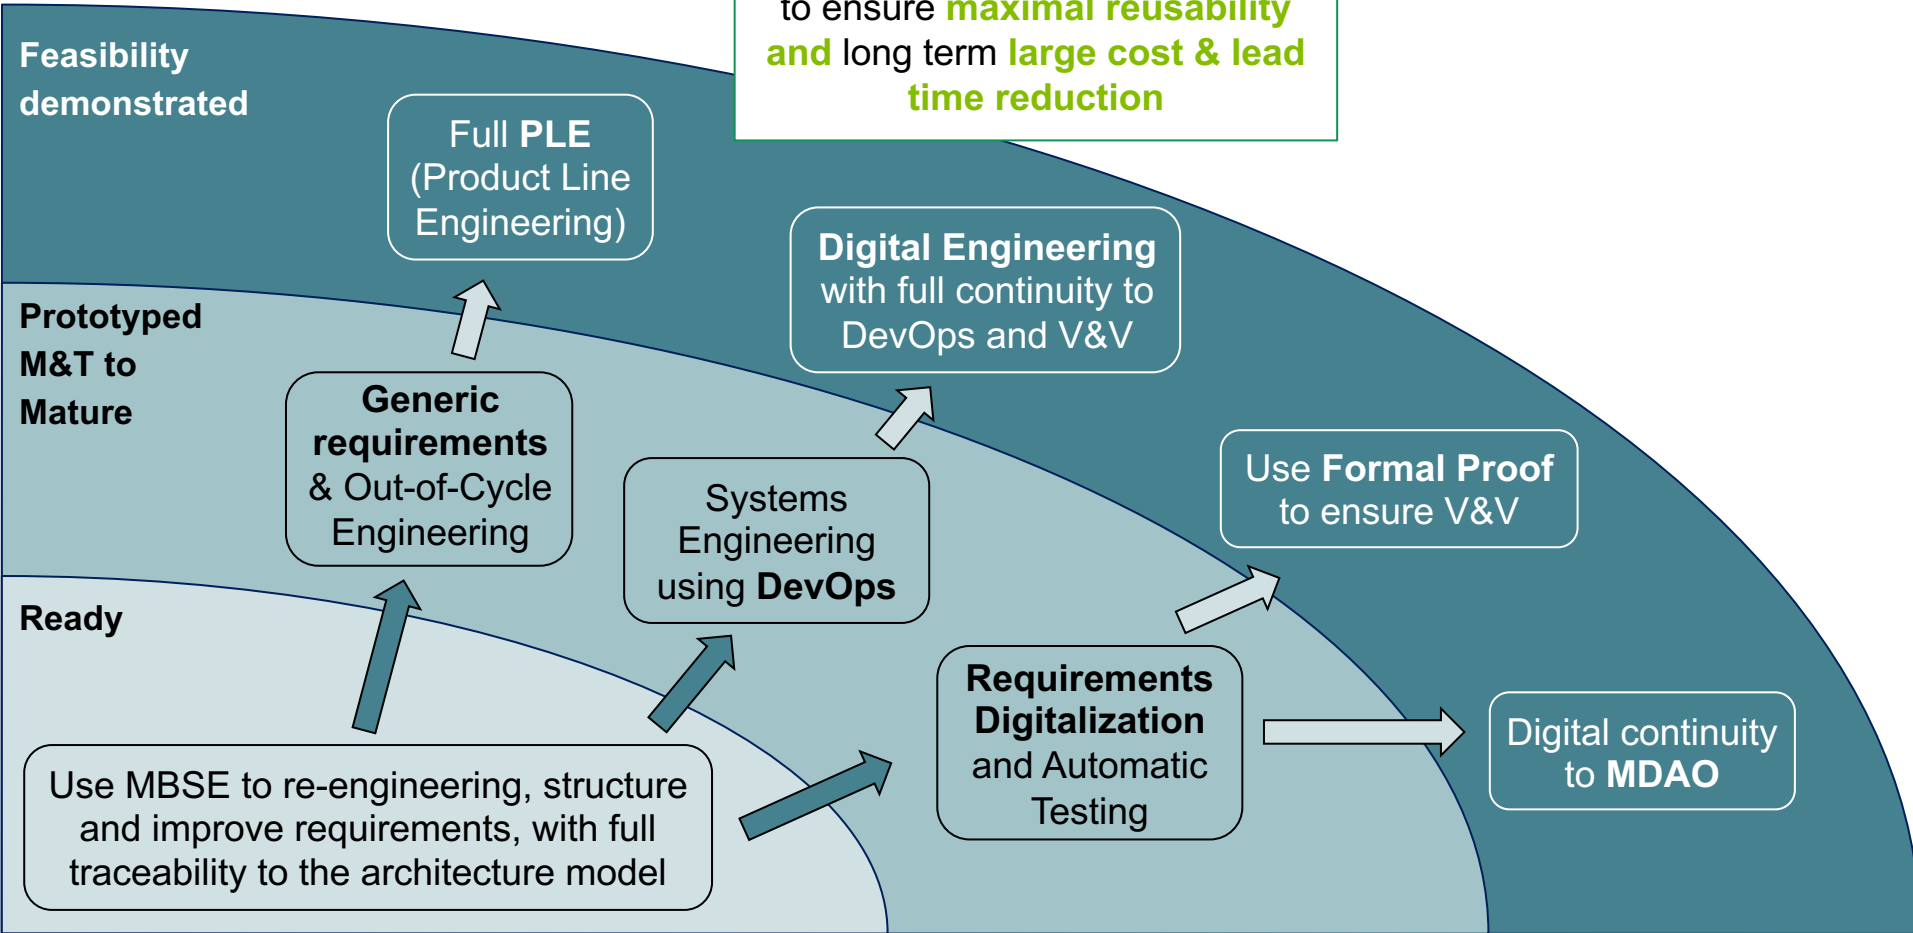 to ensure maximal reusability
and long term large cost & lead
time reduction
Feasibility
demonstrated
Full PLE
(Product Line
Engineering)
Digital Engineering
with full continuity to
DevOps and V&V
Prototyped
M&T to
Mature
Generic
requirements
& Out-of-Cycle
Engineering
Systems
Engineering
using DevOps
Use Formal Proof
to ensure V&V
Ready
Requirements
Digitalization
and Automatic
Testing
Digital continuity
to MDAO
Use MBSE to re-engineering, structure
and improve requirements, with full
traceability to the architecture model